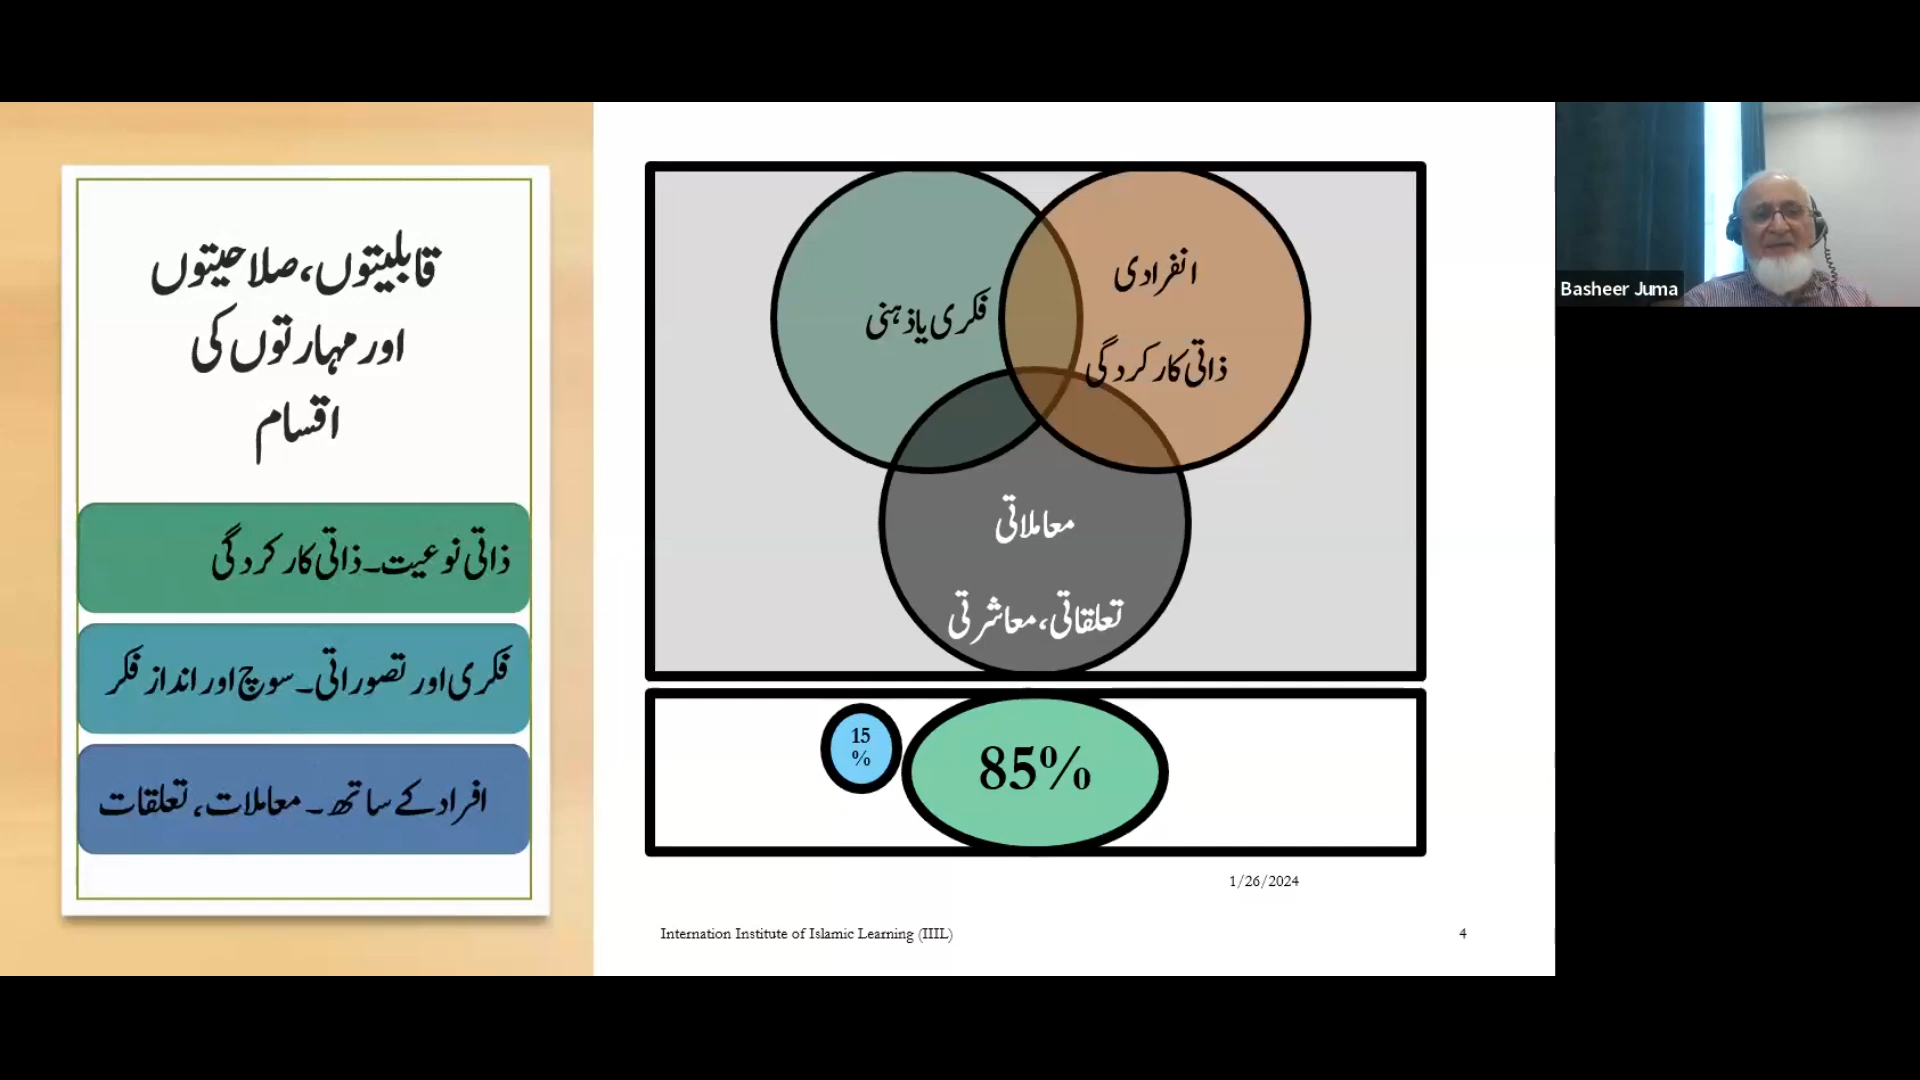 قابلیتوں، صلاحیتوں
اور مہارتوں کی
اقسام
ذاتی نوعیت۔ ذاتی کارکردگی
فکری اور تصوراتی۔ سوچ اور انداز فکر
افراد کے ساتھ۔ معاملات، تعلقات
انفرادی
ذاتی کارکردگی
فکری یا ذہنی
معاملاتی
تعلقاتی، معاشرتی
15
%
85%
1/26/2024
Internation Institute of Islamic Learning (IIIL)
4
Basheer Juma